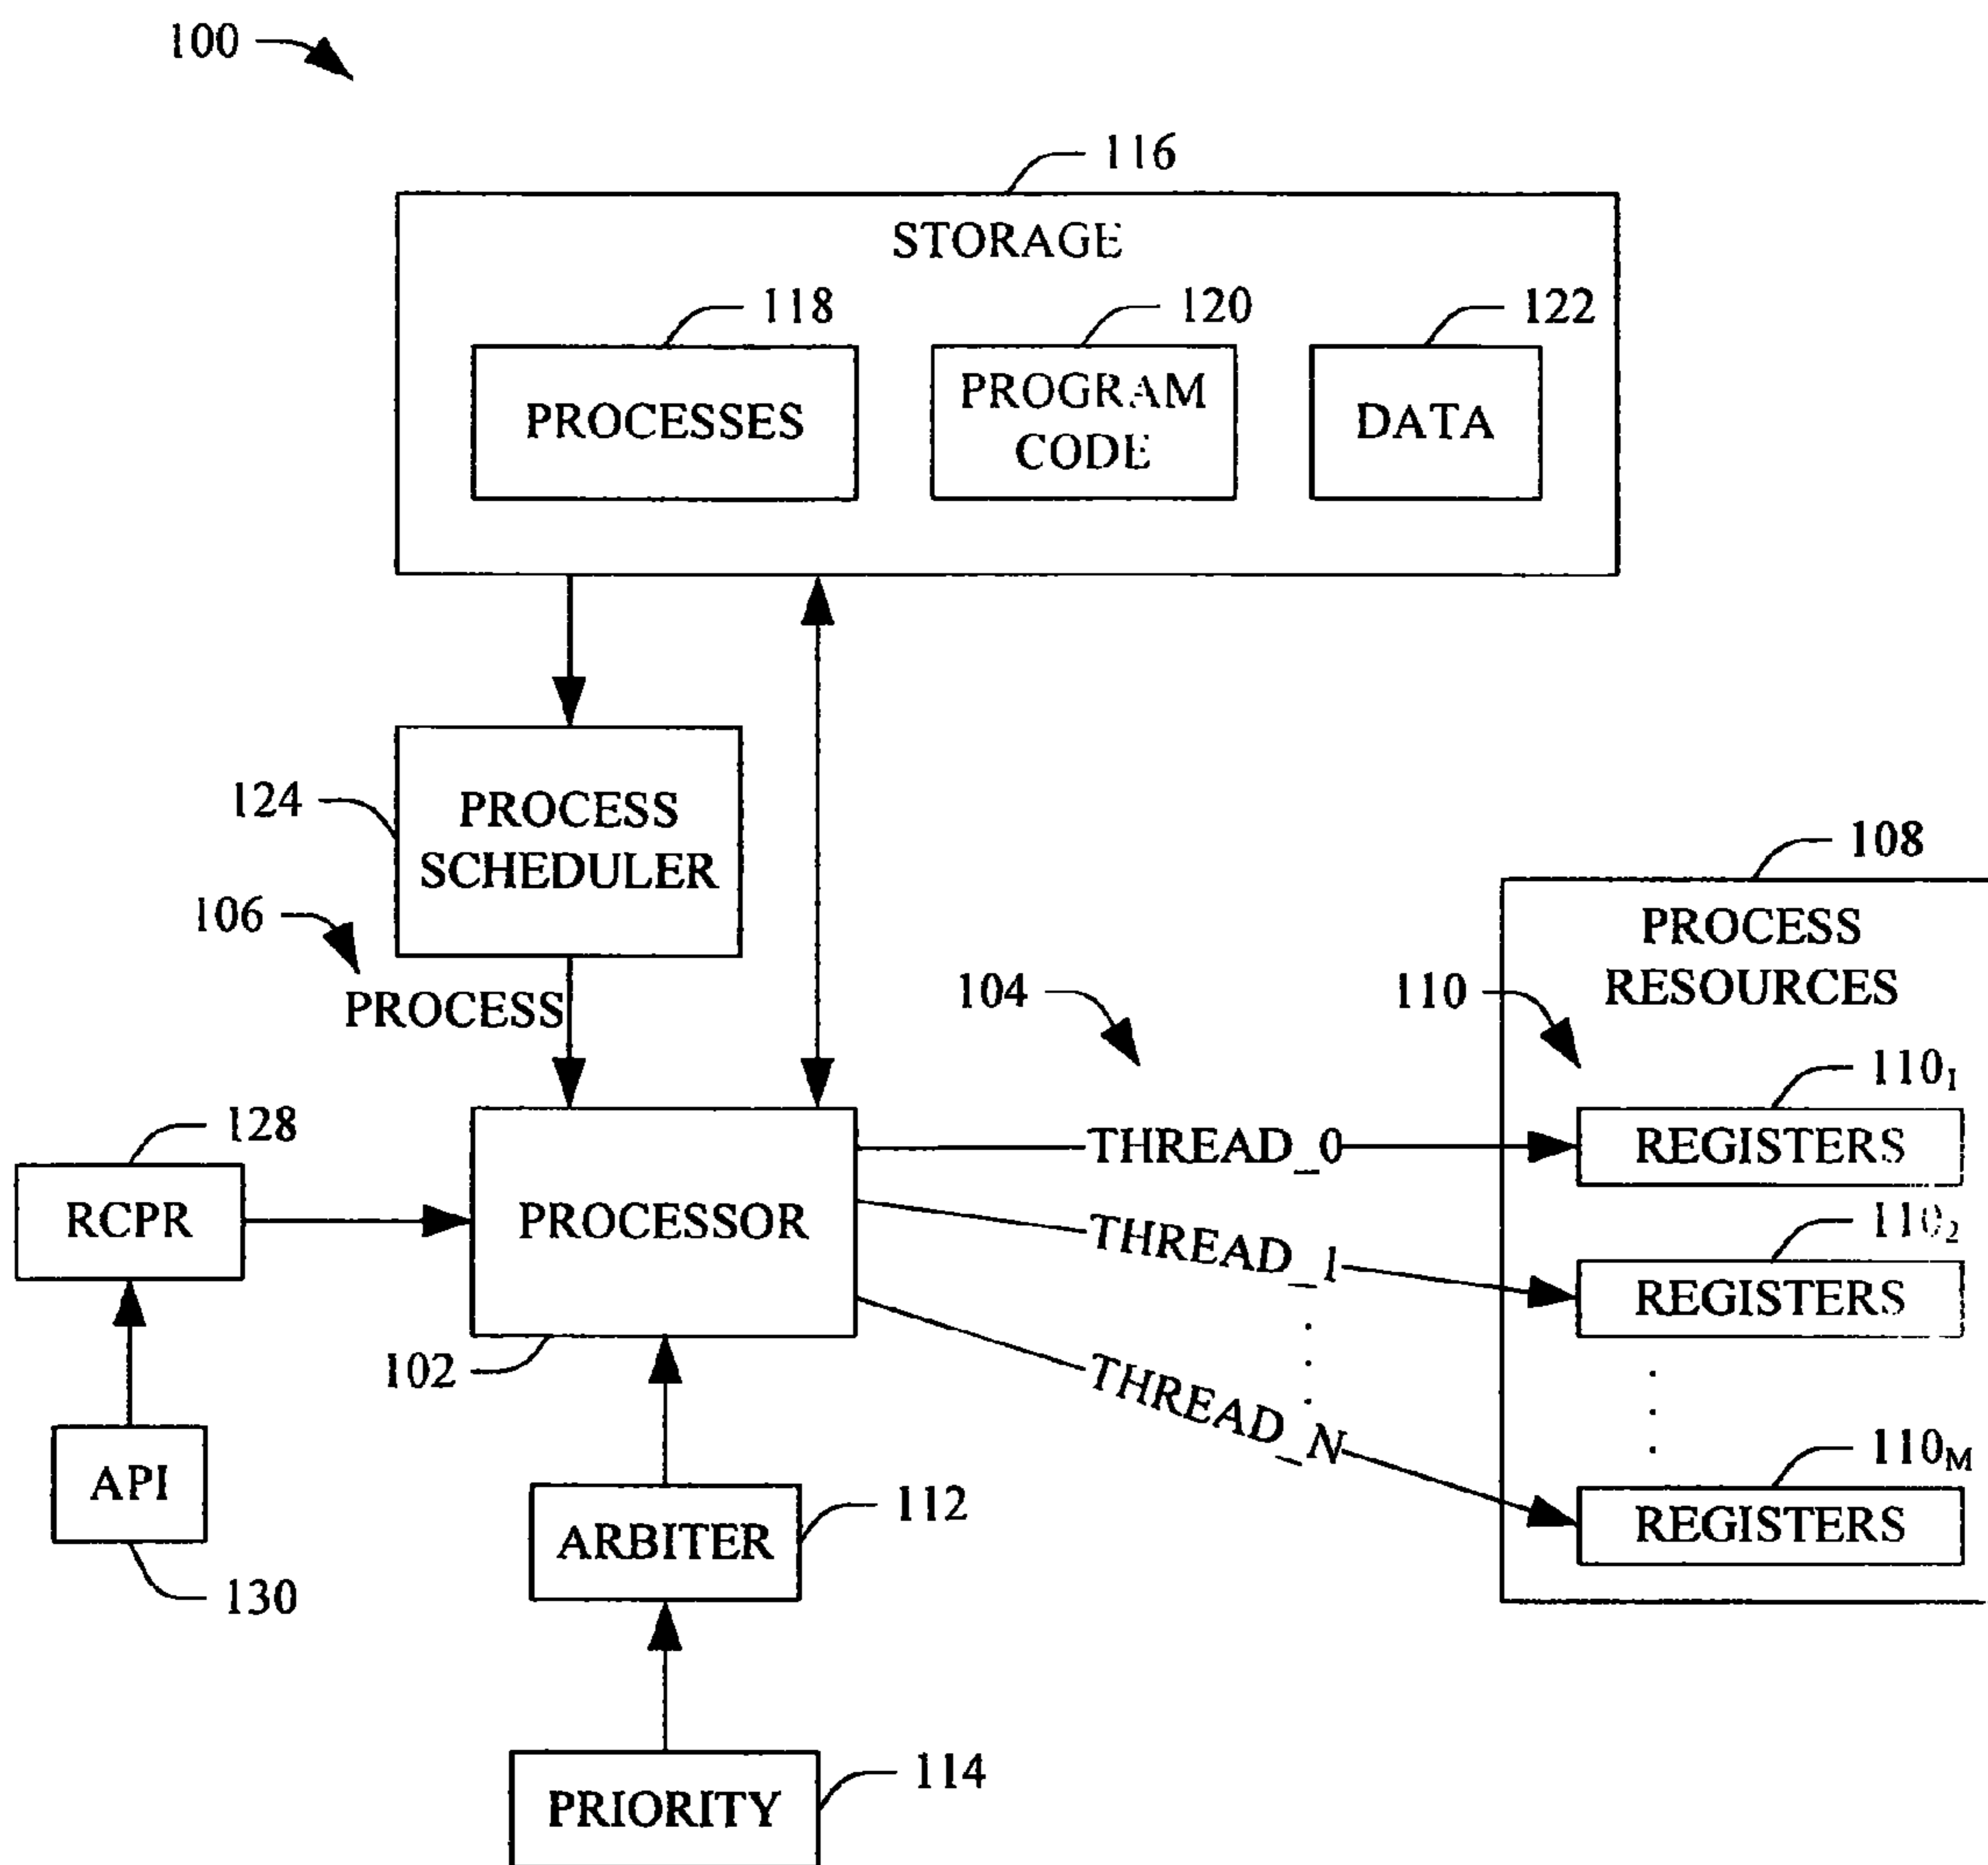 100
116
STORAGE
118
120
122
PROCESSES
PROGRAM
CODE
DATA
124
PROCESS
SCHEDULER
108
106
PROCESS
RESOURCES
PROCESS
104
110
110₁
128
THREAD_0
REGISTERS
RCPR
PROCESSOR
THREAD_1
110₂
REGISTERS
102
THREAD_N
110M
API
112
ARBITER
REGISTERS
130
114
PRIORITY